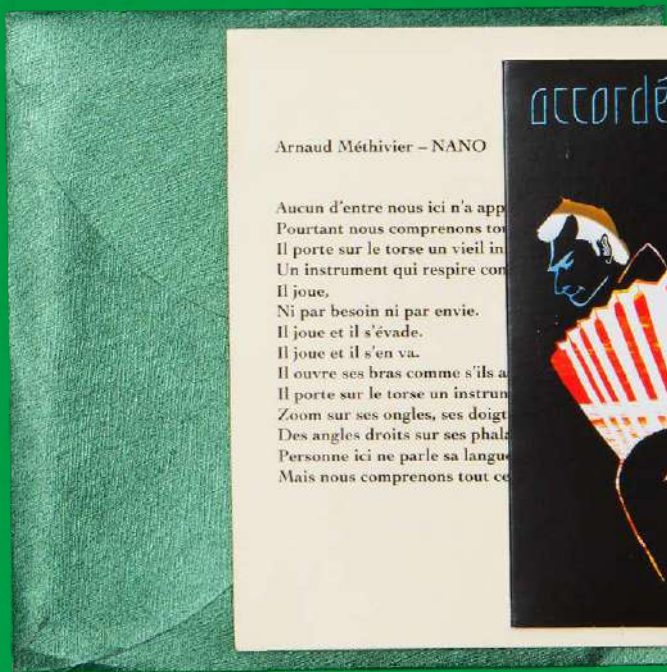 Arnaud Méthivier – NANO
Aucun d'entre nous ici n'a app
Pourtant nous comprenons tou
Il porte sur le torse un vieil in
Un instrument qui respire con
Il joue,
Ni par besoin ni par envie.
Il joue et il s'évade.
Il joue et il s'en va.
Il ouvre ses bras comme s'ils a
Il porte sur le torse un instrum
Zoom sur ses ongles, ses doigt
Des angles droits sur ses phala
Personne ici ne parle sa langue
Mais nous comprenons tout ce
accordé